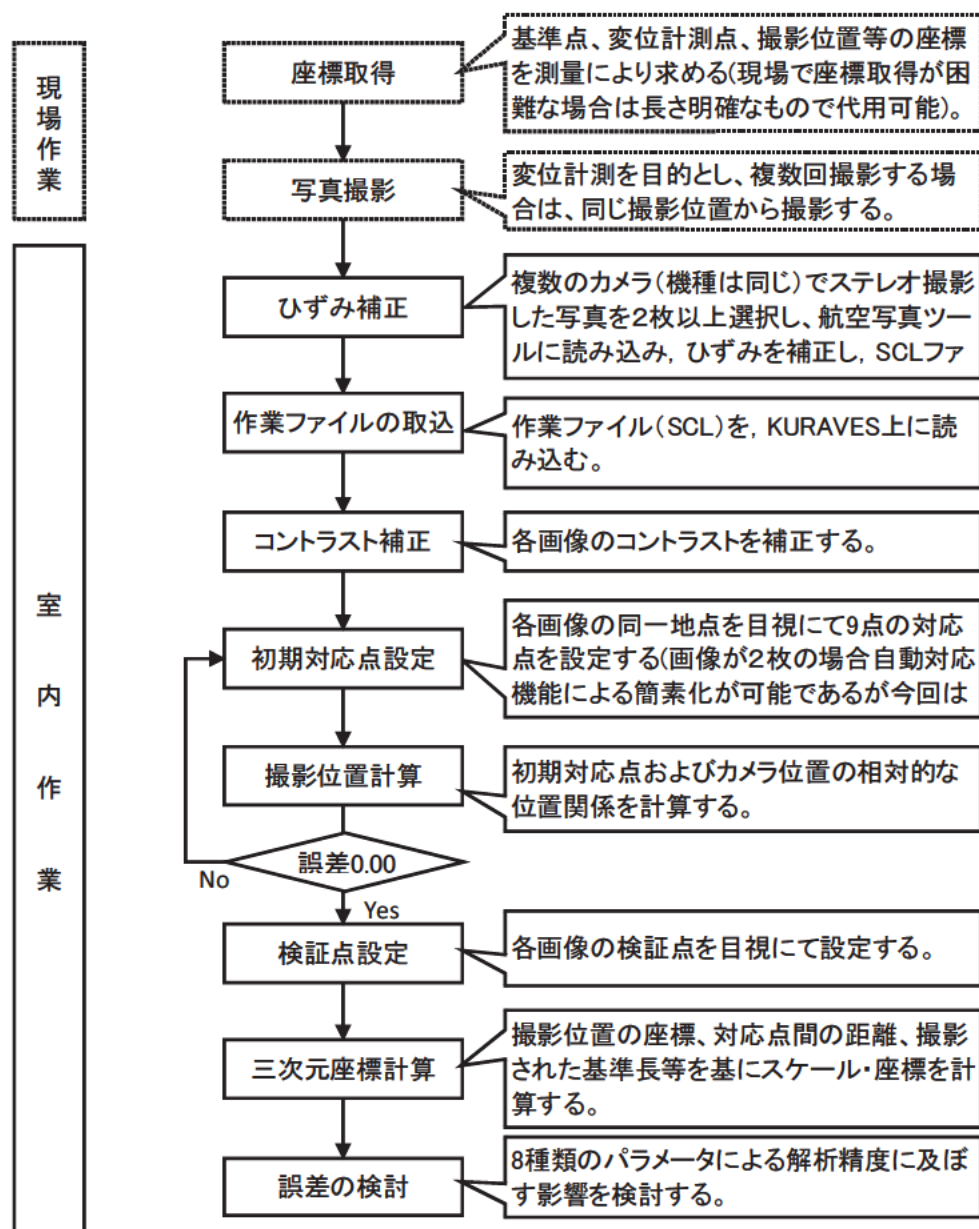 現場作業
座標取得
基準点、変位計測点、撮影位置等の座標
を測量により求める(現場で座標取得が困
難な場合は長さ明確なもので代用可能)。
写真撮影
変位計測を目的とし、複数回撮影する場
合は、同じ撮影位置から撮影する。
室内作業
ひずみ補正
複数のカメラ(機種は同じ)でステレオ撮影
した写真を2枚以上選択し、航空写真ツー
ルに読み込み, ひずみを補正し, SCLファ
作業ファイルの取込
作業ファイル(SCL)を, KURAVES上に読
み込む。
コントラスト補正
各画像のコントラストを補正する。
初期対応点設定
各画像の同一地点を目視にて9点の対応
点を設定する(画像が2枚の場合自動対応
機能による簡素化が可能であるが今回は
撮影位置計算
初期対応点およびカメラ位置の相対的な
位置関係を計算する。
誤差0.00
No
Yes
検証点設定
各画像の検証点を目視にて設定する。
三次元座標計算
撮影位置の座標、対応点間の距離、撮影
された基準長等を基にスケール・座標を計
算する。
誤差の検討
8種類のパラメータによる解析精度に及ぼ
す影響を検討する。